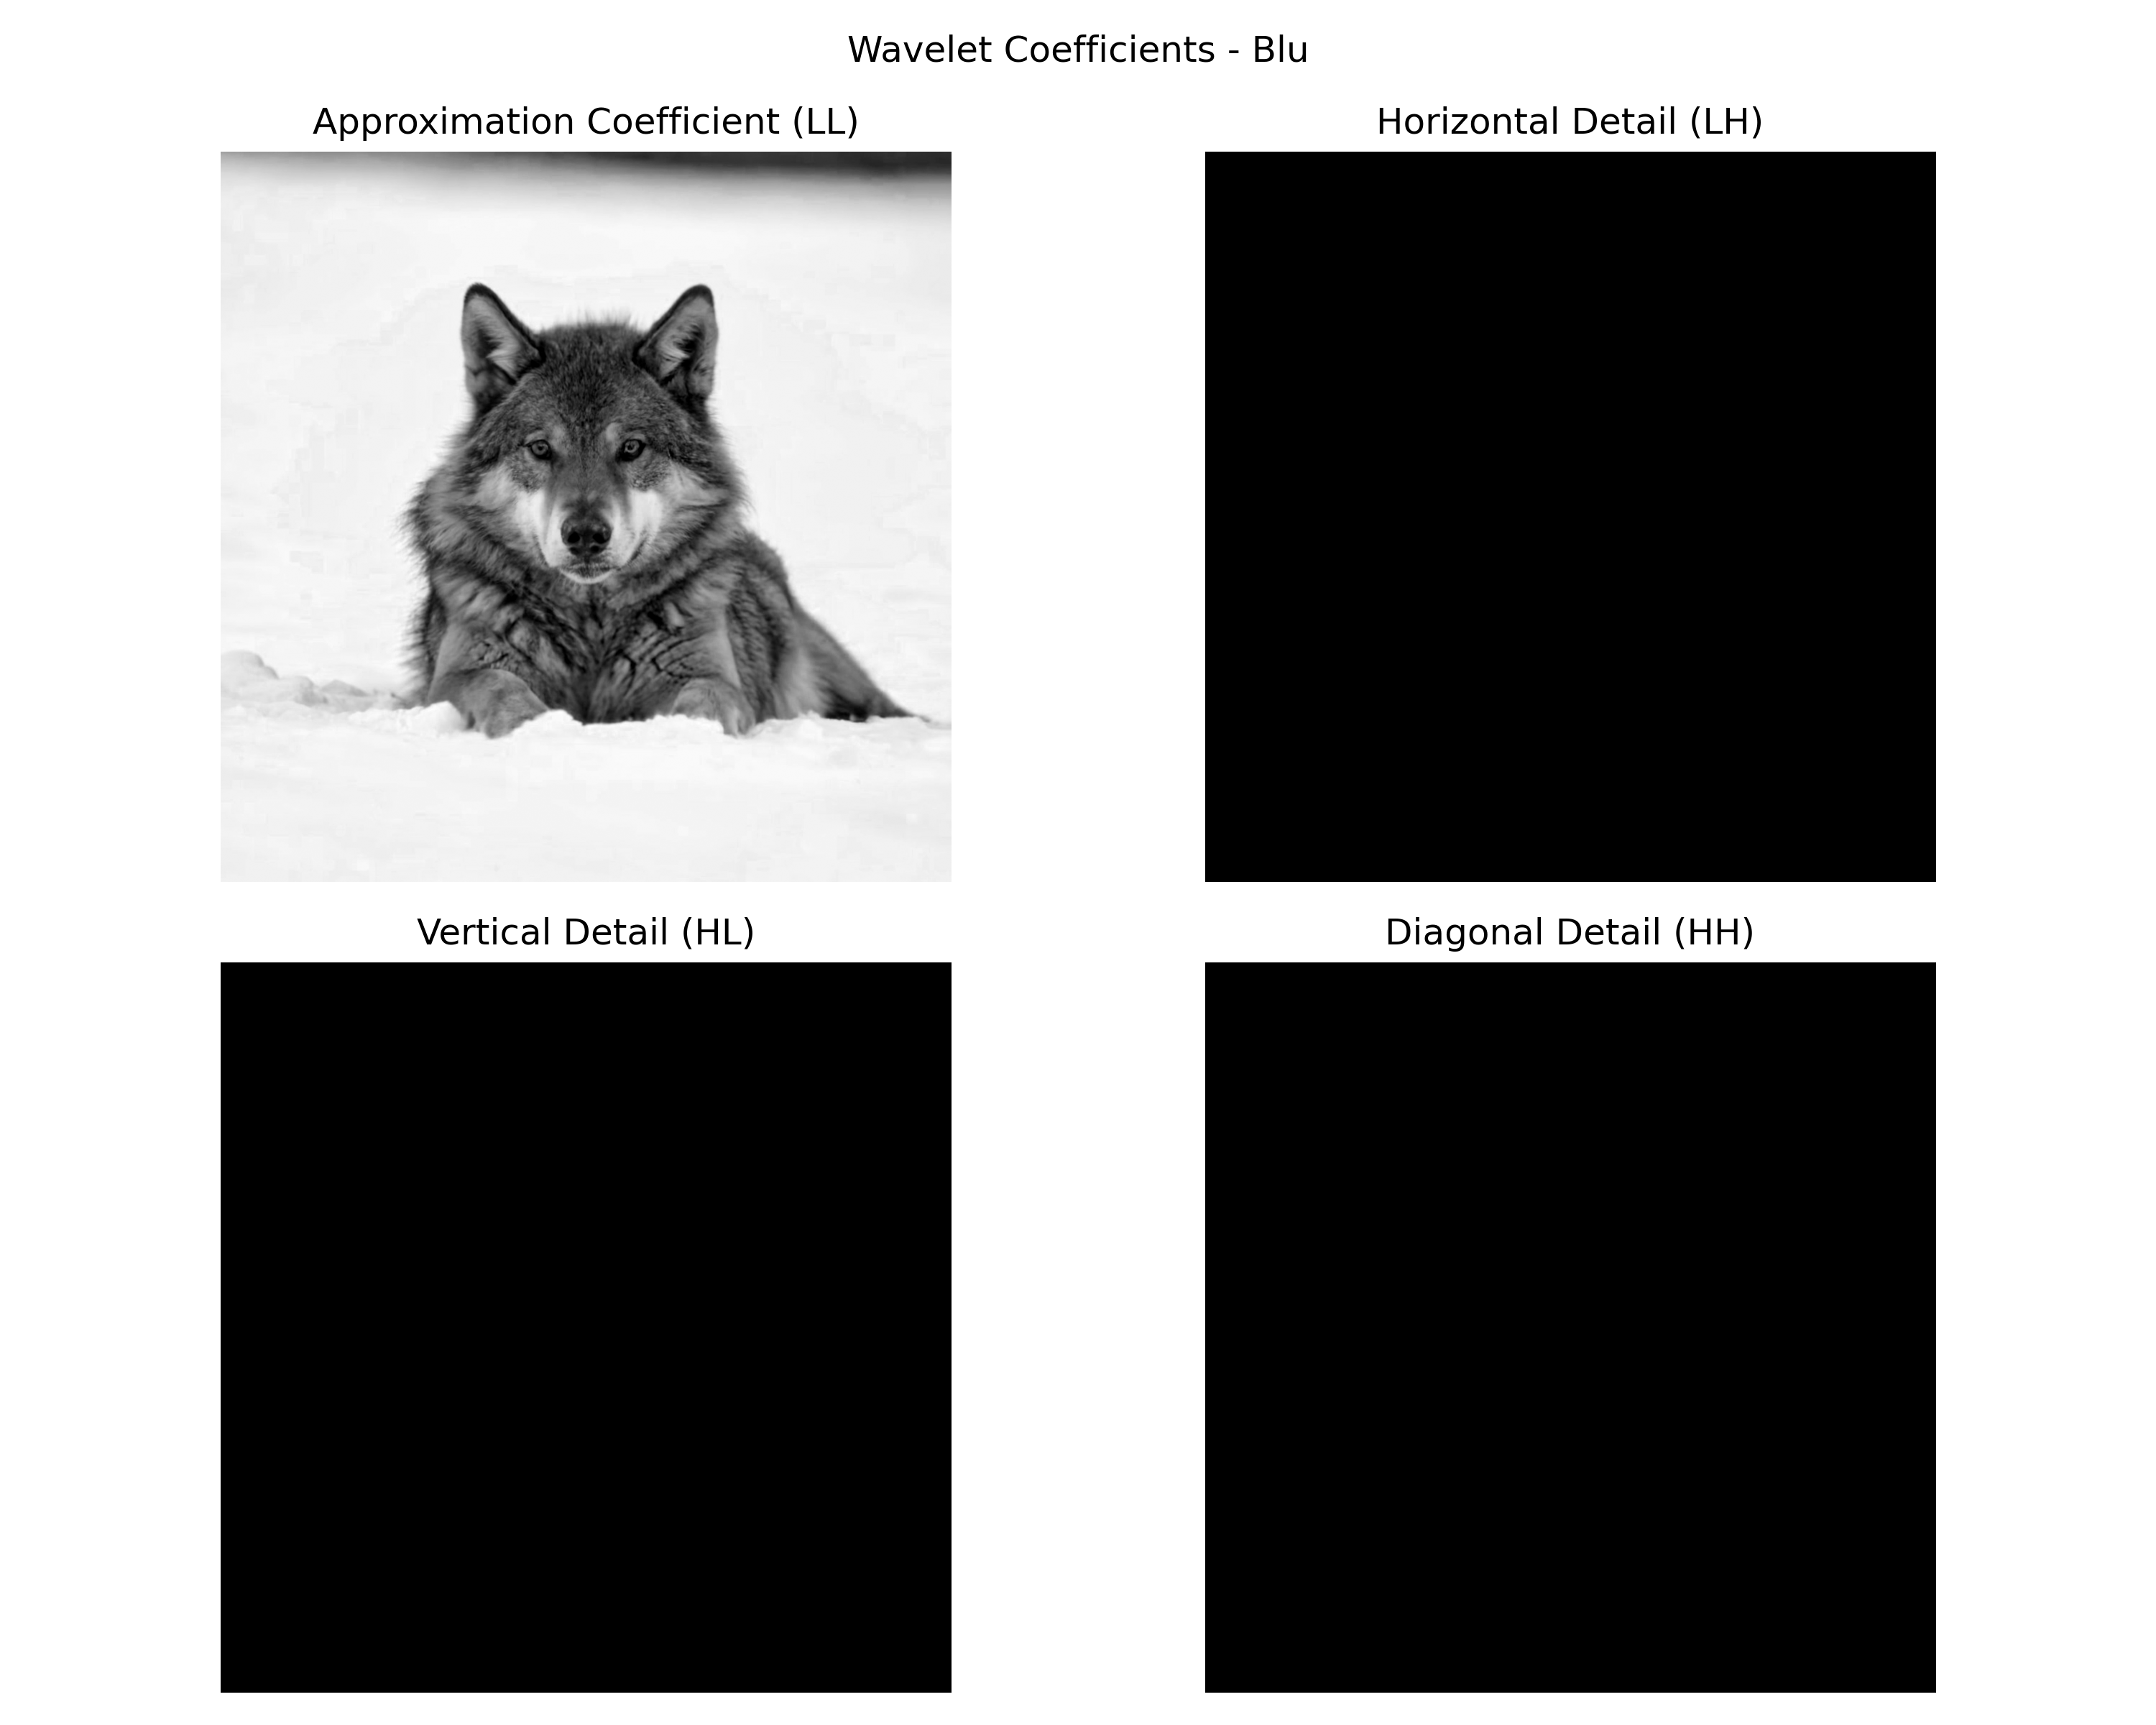 Wavelet Coefficients - Blu
Approximation Coefficient (LL)
Horizontal Detail (LH)
Vertical Detail (HL)
Diagonal Detail (HH)